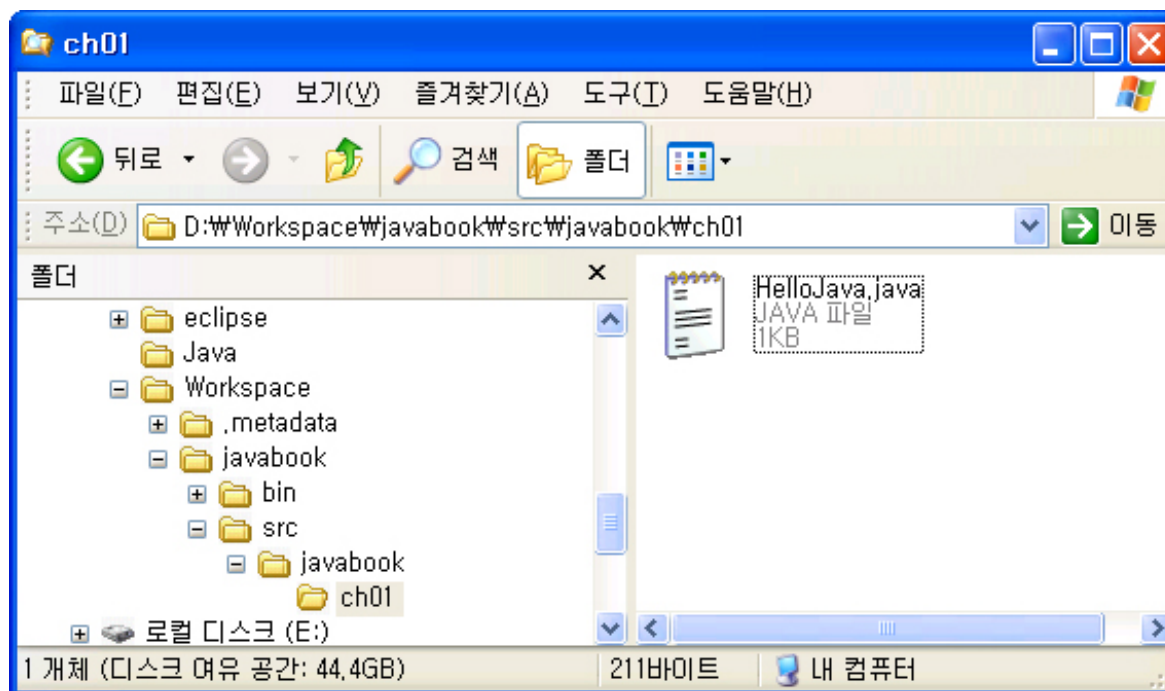 ch01
파일(F) 편집(E) 보기(V) 즐겨찾기(A) 도구(T) 도움말(H)
뒤로 검색 폴더
주소(D) D:₩Workspace₩javabook₩src₩javabook₩ch01 이동
폴더 ×
eclipse
Java
Workspace
.metadata
javabook
bin
src
javabook
ch01
로컬 디스크 (E:)
HelloJava.java
JAVA 파일
1KB
1 개체 (디스크 여유 공간: 44.4GB) 211바이트 내 컴퓨터